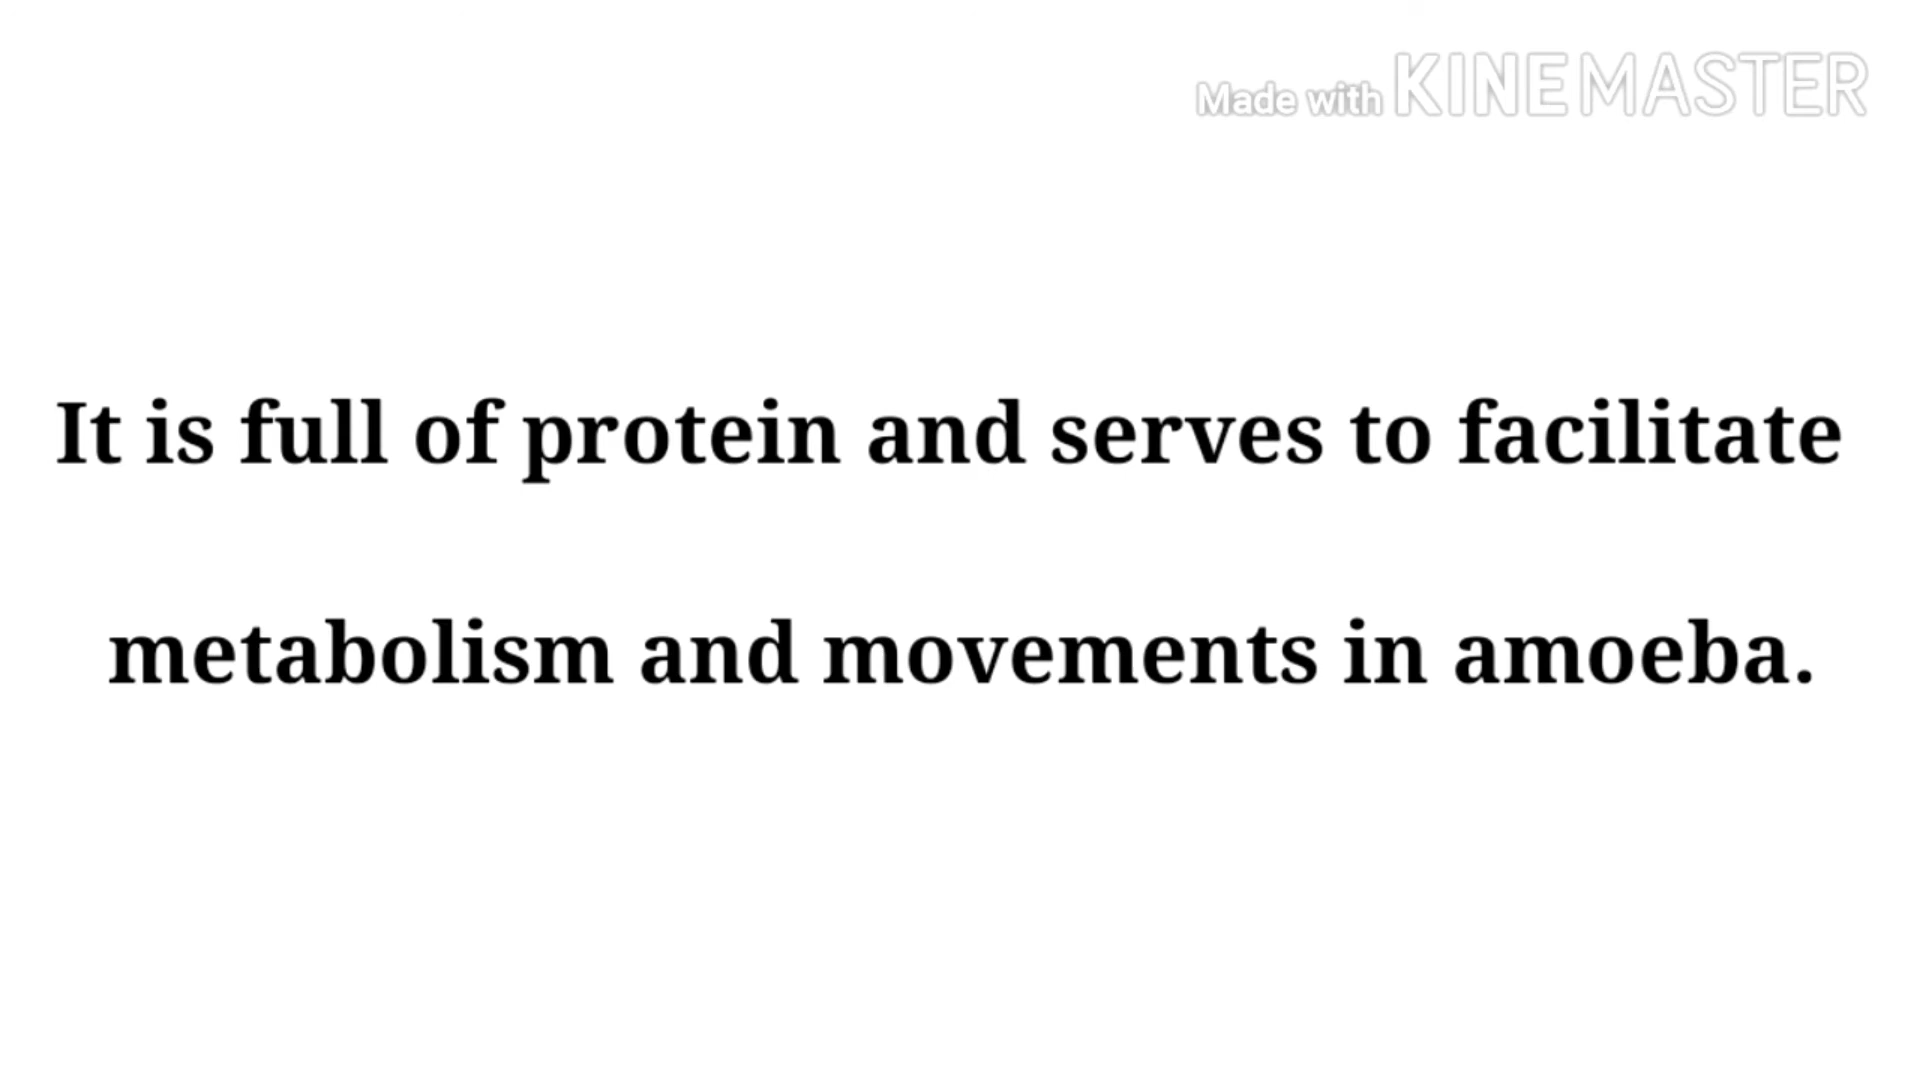 Made with KINEMASTER
It is full of protein and serves to facilitate
metabolism and movements in amoeba.